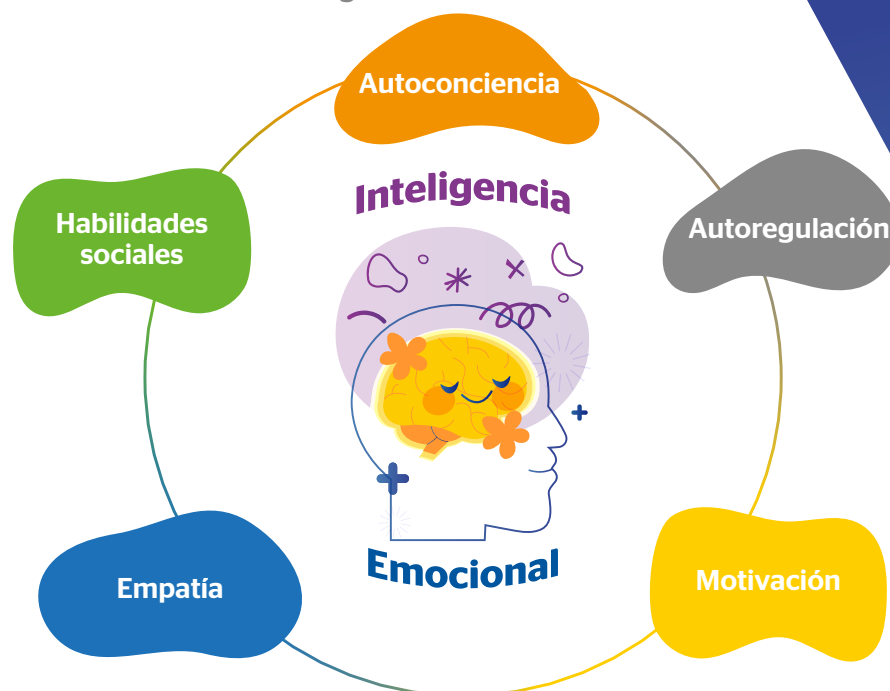 Autoconciencia
Inteligencia
Habilidades
sociales
Autoregulación
Emocional
Empatía
Motivación